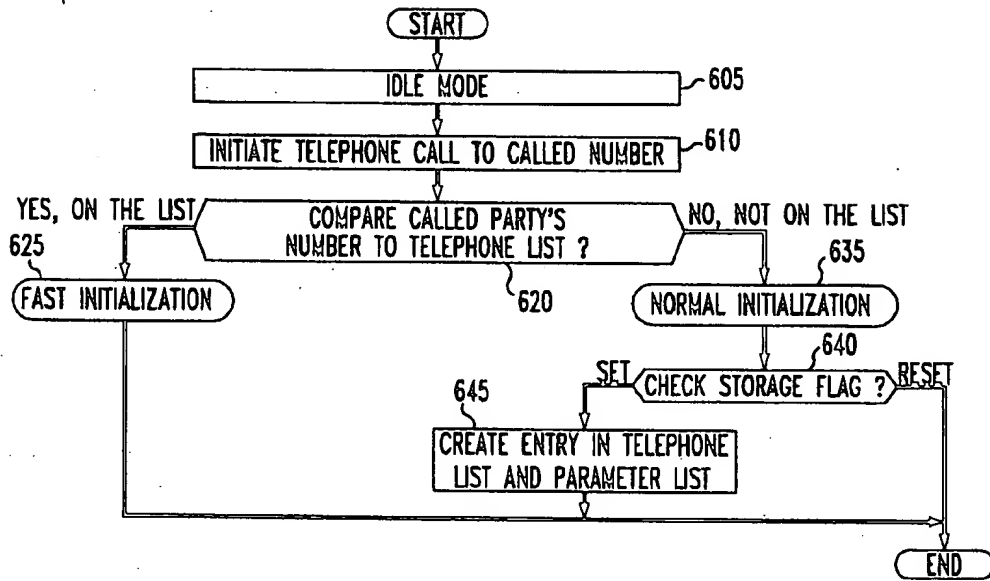 START
IDLE MODE
605
INITIATE TELEPHONE CALL TO CALLED NUMBER
610
YES, ON THE LIST
COMPARE CALLED PARTY'S
NUMBER TO TELEPHONE LIST ?
NO, NOT ON THE LIST
625
620
635
FAST INITIALIZATION
NORMAL INITIALIZATION
640
SET
CHECK STORAGE FLAG ?
RESET
645
CREATE ENTRY IN TELEPHONE
LIST AND PARAMETER LIST
END